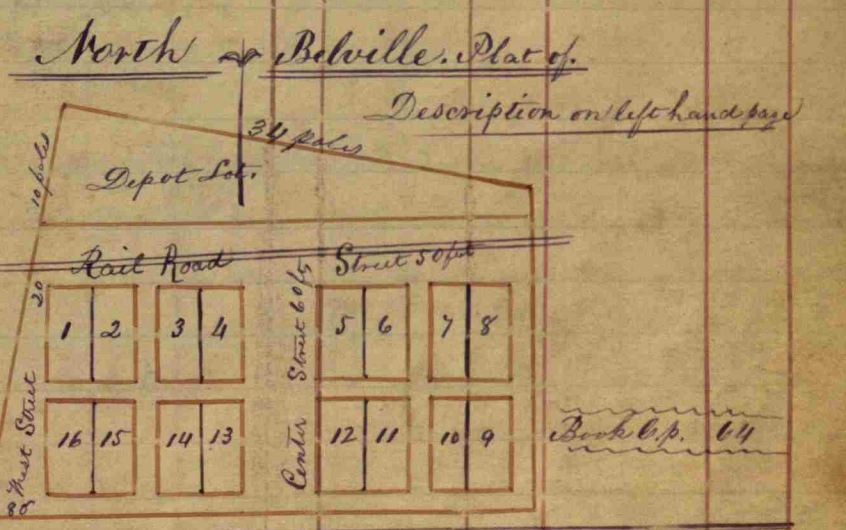 North Belville. Plat of.
Description on left hand page
34 poles
10 poles
Depot Lot.
Rail Road Street 50 feet
20
1 2 3 4 5 6 7 8
Center Street 60 ft
West Street
80
16 15 14 13 12 11 10 9
Book C. p. 64